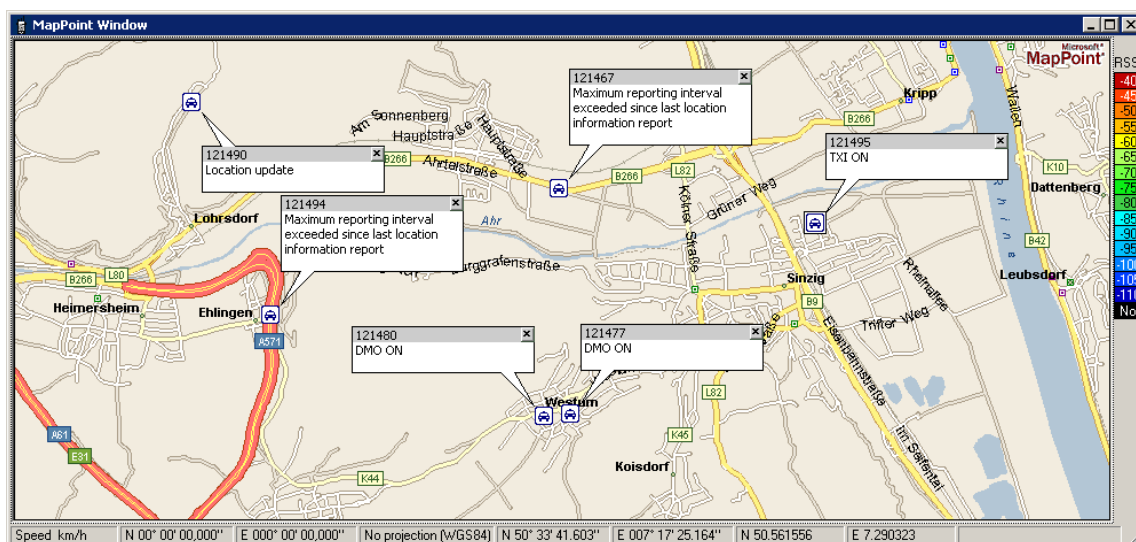 MapPoint Window
Microsoft®
MapPoint®
RSS
121467
Maximum reporting interval
exceeded since last location
information report
Kripp
Wallen
B266
121495
TXI ON
Am Sonnenberg
Hauptstraße
Hauptstraße
121490
Location update
B266
Ahrtelstraße
B266
L82
Kölner Straße
Grüner Weg
K10
Dattenberg
Rhine
121494
Maximum reporting interval
exceeded since last location
information report
Ahr
Lohrsdorf
B42
Leubsdorf
L80
B266
Heimersheim
Ehlingen
burggrafenstraße
Sinzig
B9
Rheinallee
Trifter Weg
Eisenbahnstraße
A571
121480
DMO ON
121477
DMO ON
raße
L82
Westum
A61
E31
K44
K45
Koisdorf
Im Seifental
-40
-45
-50
-55
-60
-65
-70
-75
-80
-85
-90
-95
-100
-105
-110
No
Speed km/h
N 00° 00' 00,000"
E 000° 00' 00,000"
No projection (WGS84)
N 50° 33' 41.603"
E 007° 17' 25.164"
N 50.561556
E 7.290323